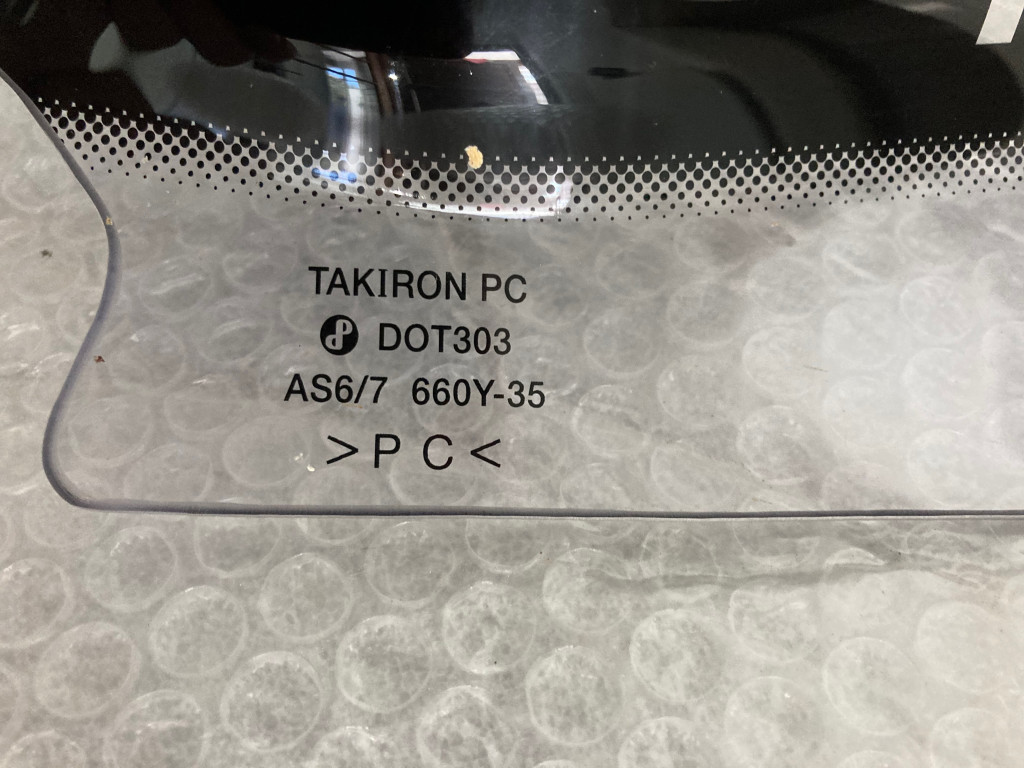 TAKIRON PC
DOT303
AS6/7 660Y-35
>PC<